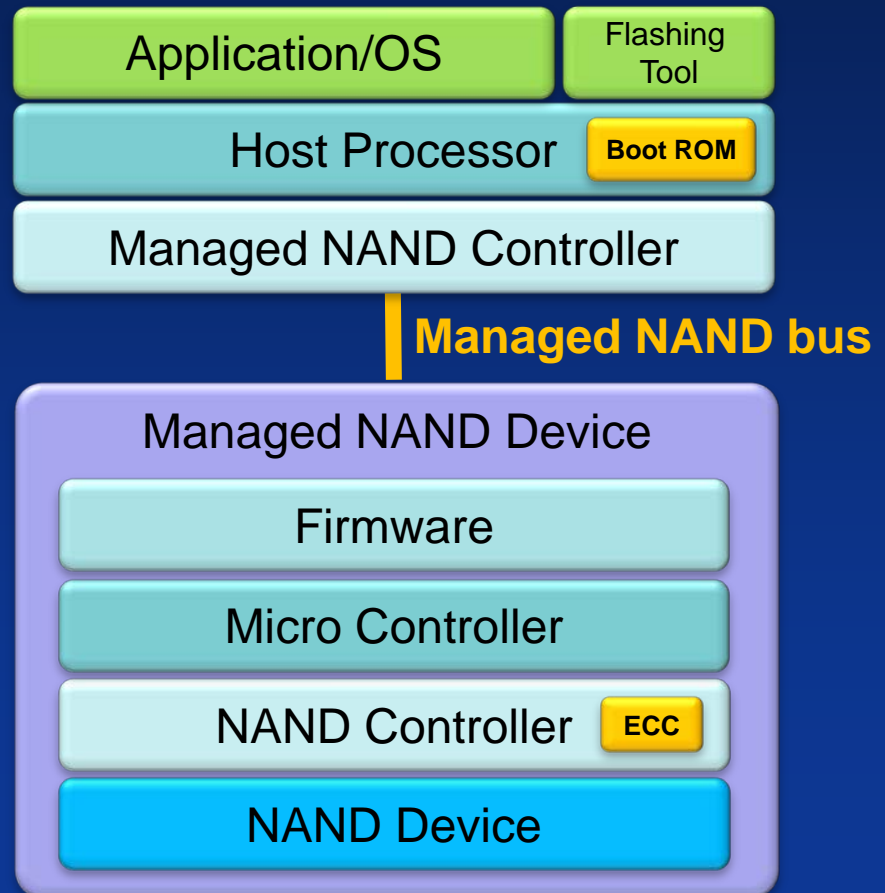 Application/OS
Flashing
Tool
Host Processor
Boot ROM
Managed NAND Controller
Managed NAND bus
Managed NAND Device
Firmware
Micro Controller
NAND Controller
ECC
NAND Device